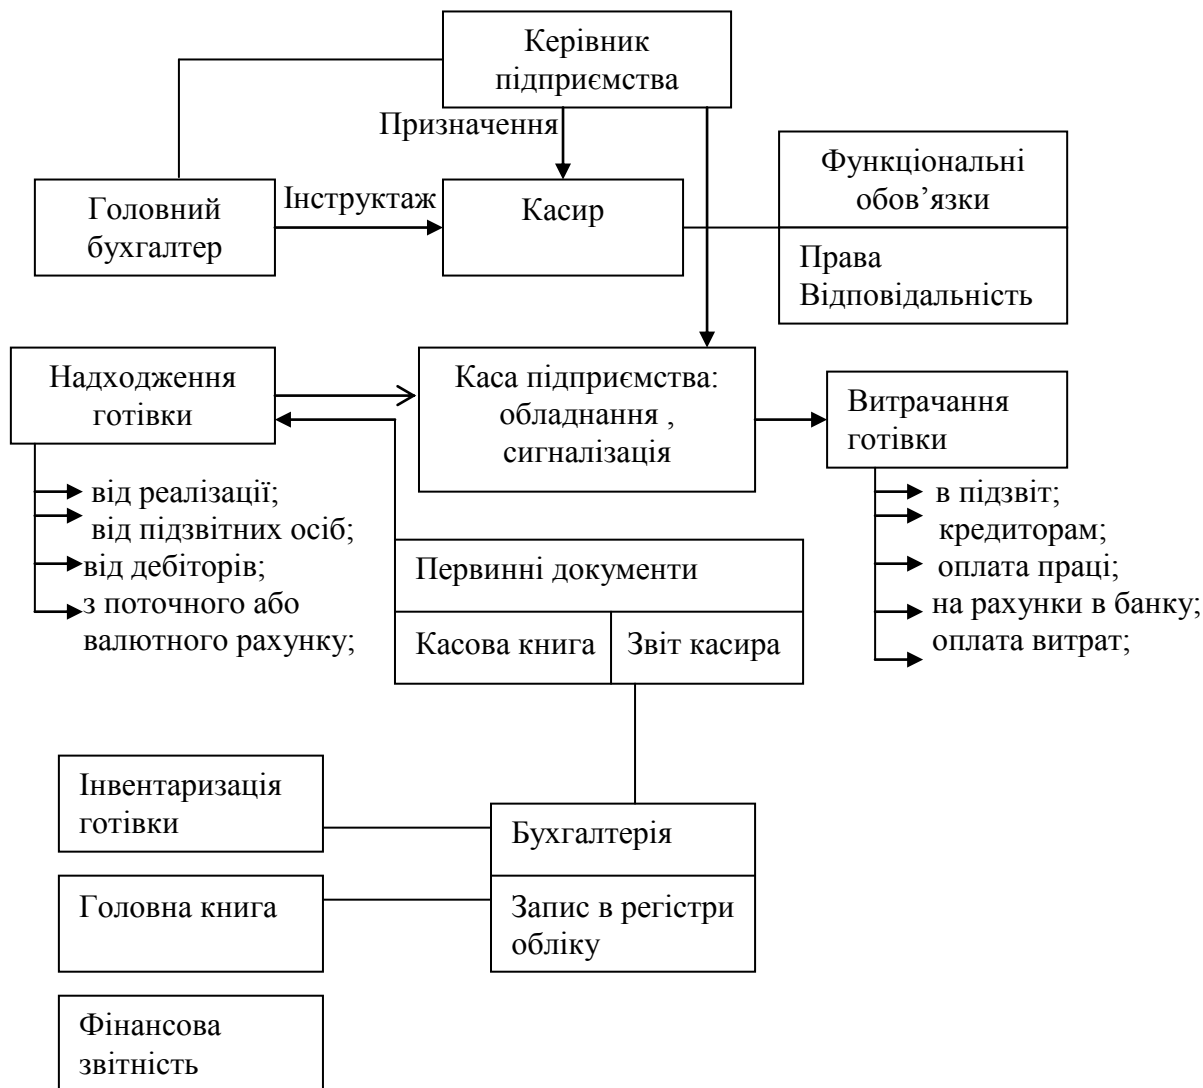 Керівник
підприємства
Призначення
Функціональні
обов’язки
Головний
бухгалтер
Інструктаж
Касир
Права
Відповідальність
Надходження
готівки
Каса підприємства:
обладнання ,
сигналізація
Витрачання
готівки
від реалізації;
від підзвітних осіб;
від дебіторів;
з поточного або
валютного рахунку;
в підзвіт;
кредиторам;
оплата праці;
на рахунки в банку;
оплата витрат;
Первинні документи
Касова книга
Звіт касира
Інвентаризація
готівки
Бухгалтерія
Головна книга
Запис в регістри
обліку
Фінансова
звітність